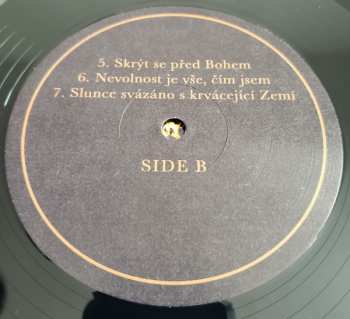 5. Skrýt se před Bohem
6. Nevolnost je vše, čím jsem
7. Slunce svázáno s krvácející Zemí
SIDE B